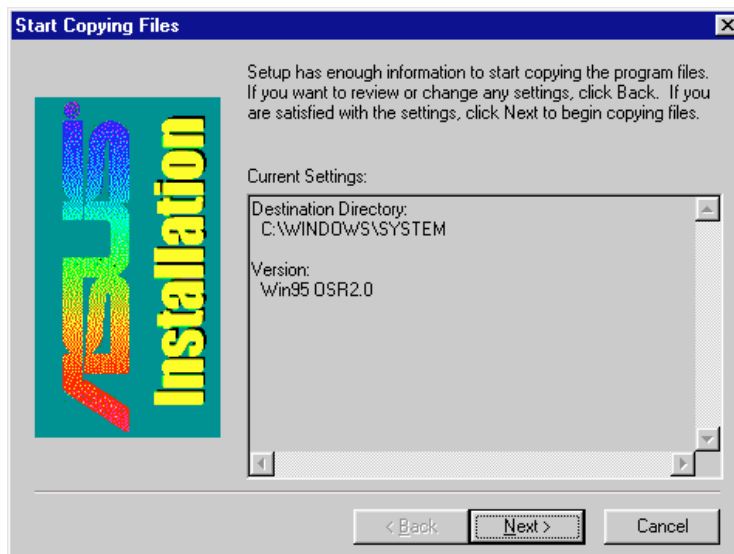 Start Copying Files
Setup has enough information to start copying the program files.
If you want to review or change any settings, click Back.  If you
are satisfied with the settings, click Next to begin copying files.
ASUS
Installation
Current Settings:
Destination Directory:
C:\WINDOWS\SYSTEM
Version:
Win95 OSR2.0
< Back
Next >
Cancel